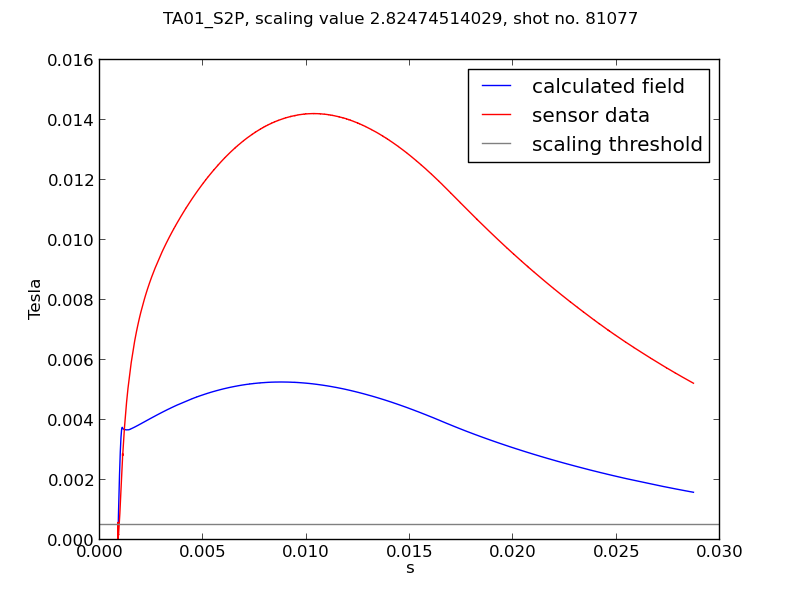 TA01_S2P, scaling value 2.82474514029, shot no. 81077
0.016
0.014
0.012
0.010
0.008
0.006
0.004
0.002
0.000
Tesla
calculated field
sensor data
scaling threshold
0.000 0.005 0.010 0.015 0.020 0.025 0.030
s